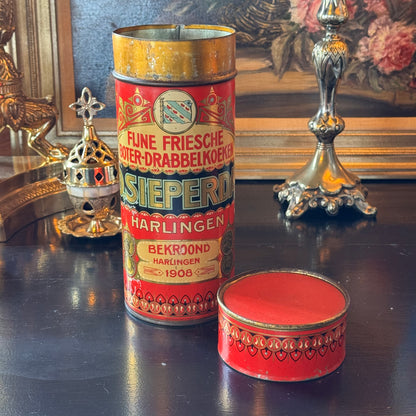 FIJNE FRIESCHE
BOTER-DRABBELKOEKEN
SIEPERDA
HARLINGEN
BEKROOND
HARLINGEN
1908